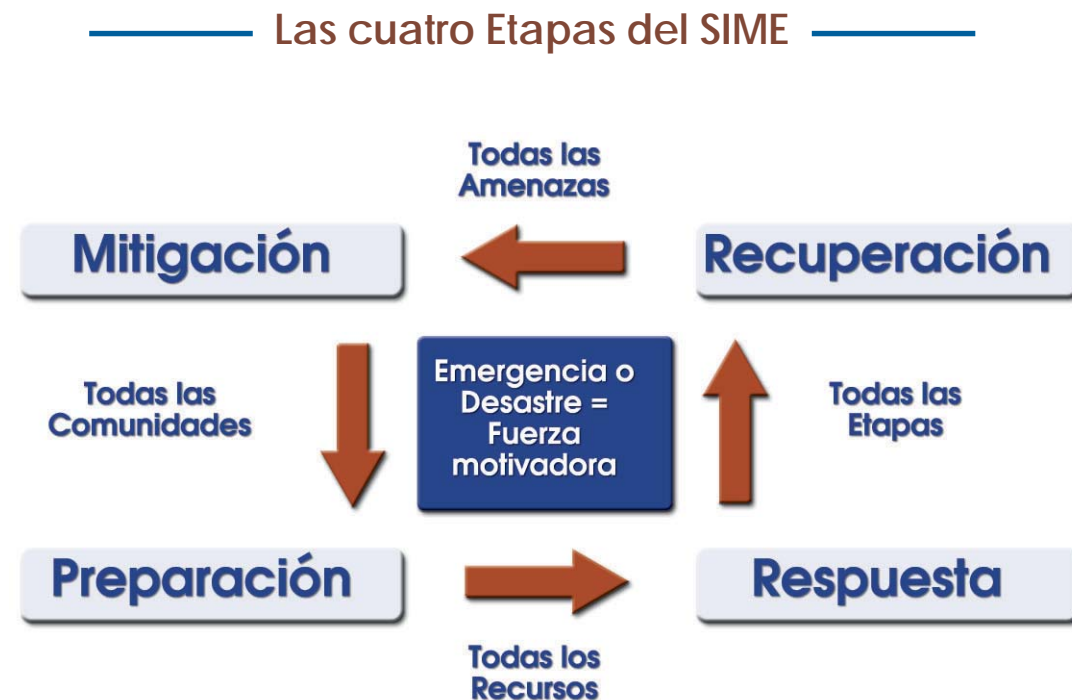 Las cuatro Etapas del SIME
Todas las
Amenazas
Mitigación
Recuperación
Todas las
Comunidades
Emergencia o
Desastre =
Fuerza
motivadora
Todas las
Etapas
Preparación
Respuesta
Todas los
Recursos